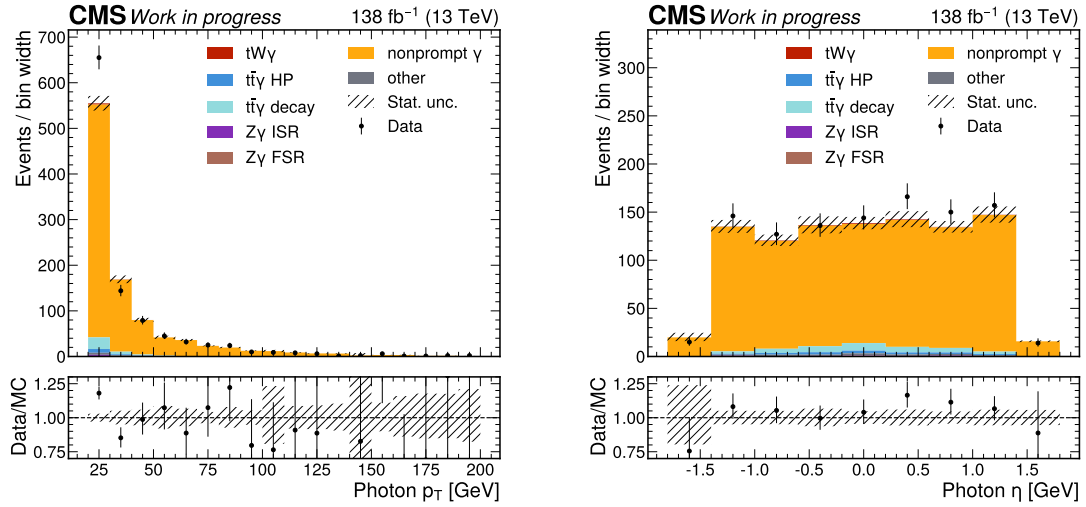 CMS Work in progress 138 fb⁻¹ (13 TeV)
Events / bin width
700
600
500
400
300
200
100
0
tWγ
tt̄γ HP
tt̄γ decay
Zγ ISR
Zγ FSR
nonprompt γ
other
Stat. unc.
Data
Data/MC
1.25
1.00
0.75
25 50 75 100 125 150 175 200
Photon p_T [GeV]
CMS Work in progress 138 fb⁻¹ (13 TeV)
Events / bin width
300
250
200
150
100
50
0
tWγ
tt̄γ HP
tt̄γ decay
Zγ ISR
Zγ FSR
nonprompt γ
other
Stat. unc.
Data
Data/MC
1.25
1.00
0.75
-1.5 -1.0 -0.5 0.0 0.5 1.0 1.5
Photon η [GeV]